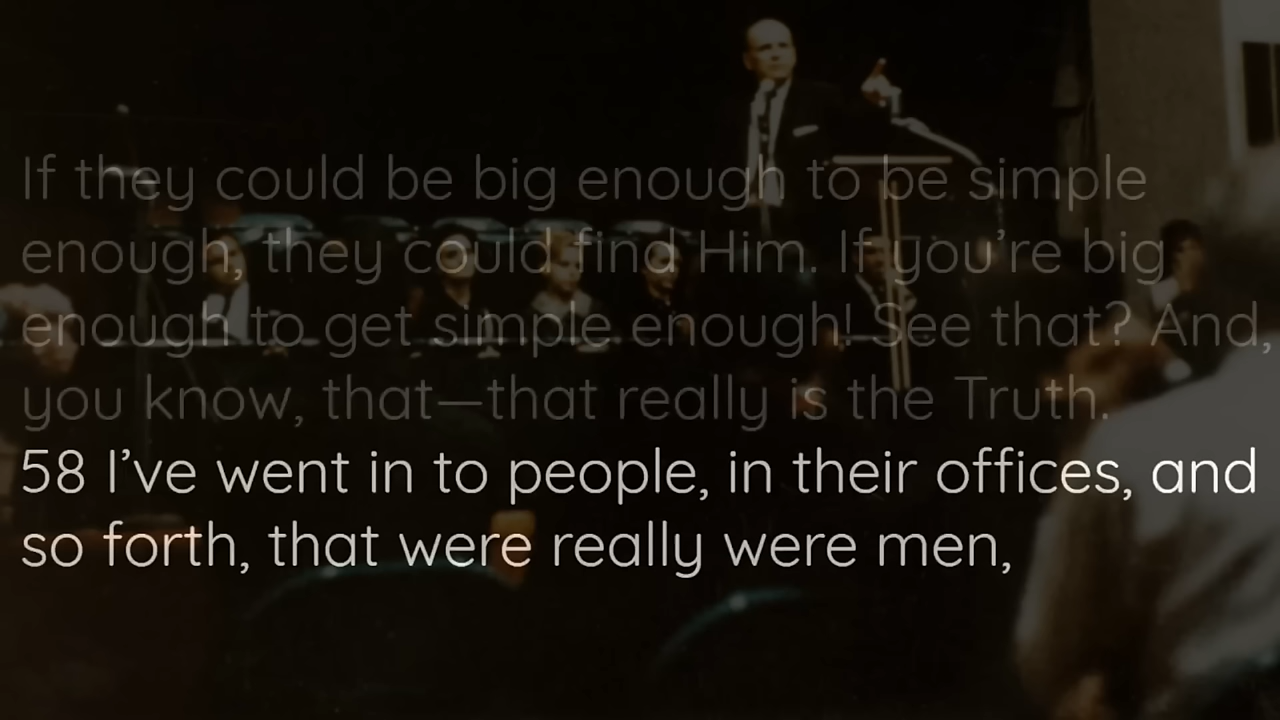 If they could be big enough to be simple
enough, they could find Him. If you’re big
enough to get simple enough! See that? And,
you know, that—that really is the Truth.
58 I’ve went in to people, in their offices, and
so forth, that were really were men,